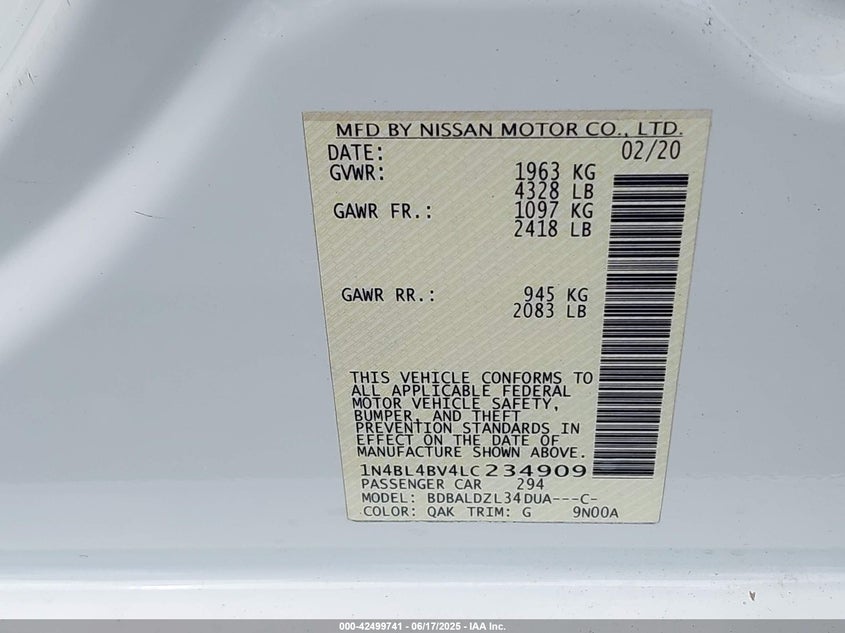 MFD BY NISSAN MOTOR CO., LTD.
DATE: 02/20
GVWR: 1963 KG
4328 LB
GAWR FR.: 1097 KG
2418 LB
GAWR RR.: 945 KG
2083 LB
THIS VEHICLE CONFORMS TO
ALL APPLICABLE FEDERAL
MOTOR VEHICLE SAFETY,
BUMPER, AND THEFT
PREVENTION STANDARDS IN
EFFECT ON THE DATE OF
MANUFACTURE SHOWN ABOVE.
1N4BL4BV4LC234909
PASSENGER CAR 294
MODEL: BDBALDZL34DUA---C-
COLOR: QAK TRIM: G 9N00A
000-42499741 - 06/17/2025 - IAA Inc.